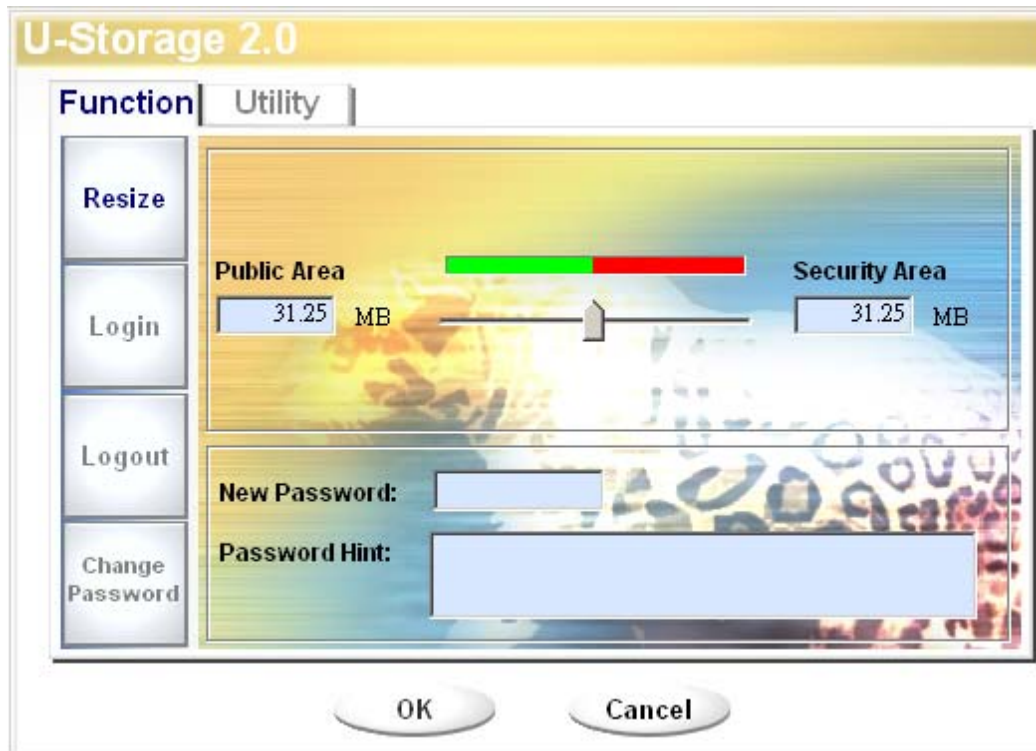 U-Storage 2.0
Function Utility
Resize
Login
Logout
Change
Password
Public Area
31.25 MB
Security Area
31.25 MB
New Password:
Password Hint:
OK Cancel